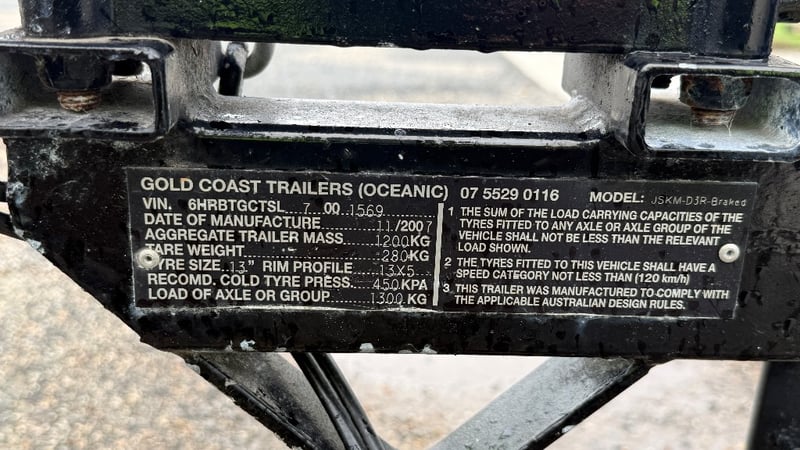 GOLD COAST TRAILERS (OCEANIC) 07 5529 0116 MODEL: JSKM-D3R-Braked
VIN. 6HRBTGCTSL 7 00 1569
DATE OF MANUFACTURE 11/2007
AGGREGATE TRAILER MASS 1200KG
TARE WEIGHT 280KG
TYRE SIZE 13" RIM PROFILE 13X5
RECOMD. COLD TYRE PRESS. 450KPA
LOAD OF AXLE OR GROUP 1300KG
1 THE SUM OF THE LOAD CARRYING CAPACITIES OF THE
TYRES FITTED TO ANY AXLE OR AXLE GROUP OF THE
VEHICLE SHALL NOT BE LESS THAN THE RELEVANT
LOAD SHOWN.
2 THE TYRES FITTED TO THIS VEHICLE SHALL HAVE A
SPEED CATEGORY NOT LESS THAN (120 km/h)
3 THIS TRAILER WAS MANUFACTURED TO COMPLY WITH
THE APPLICABLE AUSTRALIAN DESIGN RULES.